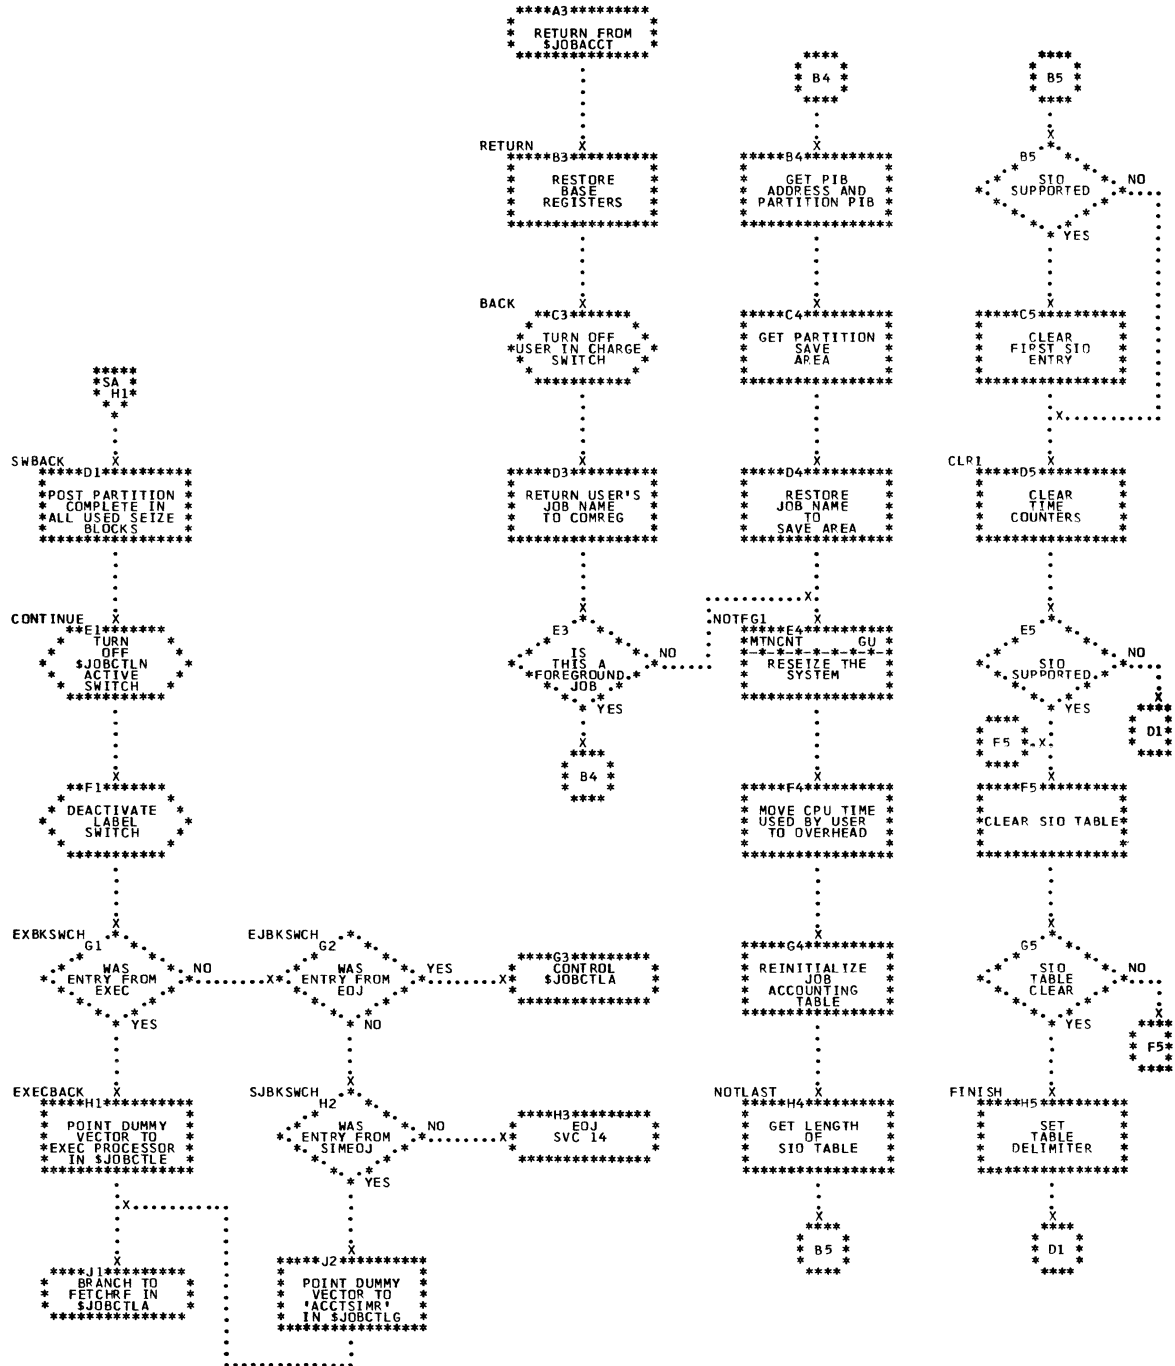 A3
RETURN FROM
$JOBACCT
B4
B5
RETURN
B3
RESTORE
BASE
REGISTERS
B4
GET PIB
ADDRESS AND
PARTITION PIB
B5
SIO
SUPPORTED
NO
YES
BACK
C3
TURN OFF
USER IN CHARGE
SWITCH
C4
GET PARTITION
SAVE
AREA
C5
CLEAR
FIRST SIO
ENTRY
SA
H1
SWBACK
D1
POST PARTITION
COMPLETE IN
ALL USED SEIZE
BLOCKS
D3
RETURN USER'S
JOB NAME
TO COMREG
D4
RESTORE
JOB NAME
TO
SAVE AREA
CLR1
D5
CLEAR
TIME
COUNTERS
CONTINUE
E1
TURN
OFF
$JOBCTLN
ACTIVE
SWITCH
E3
IS
THIS A
FOREGROUND
JOB
NO
YES
NOTFG1
E4
MTNCNT GU
RESEIZE THE
SYSTEM
E5
SIO
SUPPORTED
NO
YES
D1
F5
B4
F1
DEACTIVATE
LABEL
SWITCH
F4
MOVE CPU TIME
USED BY USER
TO OVERHEAD
F5
CLEAR SIO TABLE
EXBKSWCH
G1
WAS
ENTRY FROM
EXEC
NO
YES
EJBKSWCH
G2
WAS
ENTRY FROM
EOJ
YES
NO
G3
CONTROL
$JOBCTLA
G4
REINITIALIZE
JOB
ACCOUNTING
TABLE
G5
SIO
TABLE
CLEAR
NO
YES
F5
EXECBACK
H1
POINT DUMMY
VECTOR TO
EXEC PROCESSOR
IN $JOBCTLE
SJBKSWCH
H2
WAS
ENTRY FROM
SIMEOJ
NO
YES
H3
EOJ
SVC 14
NOTLAST
H4
GET LENGTH
OF
SIO TABLE
FINISH
H5
SET
TABLE
DELIMITER
B5
D1
J1
BRANCH TO
FETCHRF IN
$JOBCTLA
J2
POINT DUMMY
VECTOR TO
'ACCTSIMR'
IN $JOBCTLG